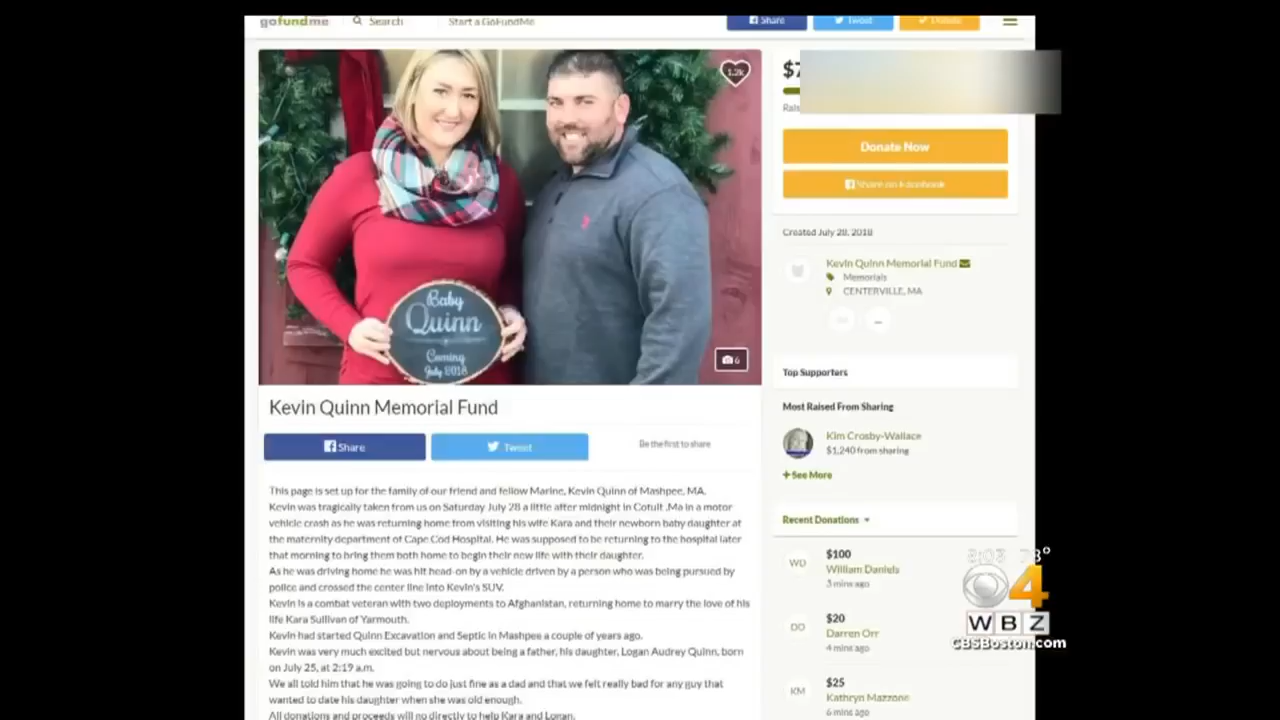 gofundme
Search
Start a GoFundMe
Share
Tweet
Donate
1.2k
Baby
Quinn
Coming
July 2018
6
Kevin Quinn Memorial Fund
Share
Tweet
Be the first to share
This page is set up for the family of our friend and fellow Marine, Kevin Quinn of Mashpee, MA.
Kevin was tragically taken from us on Saturday July 28 a little after midnight in Cotuit ,Ma in a motor
vehicle crash as he was returning home from visiting his wife Kara and their newborn baby daughter at
the maternity department of Cape Cod Hospital. He was supposed to be returning to the hospital later
that morning to bring them both home to begin their new life with their daughter.
As he was driving home he was hit head-on by a vehicle driven by a person who was being pursued by
police and crossed the center line into Kevin's SUV.
Kevin is a combat veteran with two deployments to Afghanistan, returning home to marry the love of his
life Kara Sullivan of Yarmouth.
Kevin had started Quinn Excavation and Septic in Mashpee a couple of years ago.
Kevin was very much excited but nervous about being a father, his daughter, Logan Audrey Quinn, born
on July 25, at 2:19 a.m.
We all told him that he was going to do just fine as a dad and that we felt really bad for any guy that
wanted to date his daughter when she was old enough.
All donations and proceeds will go directly to help Kara and Logan.
$7
Donate Now
Share on Facebook
Created July 28, 2018
Kevin Quinn Memorial Fund
Memorials
CENTERVILLE, MA
Top Supporters
Most Raised From Sharing
Kim Crosby-Wallace
$1,240 from sharing
+ See More
Recent Donations
WD
$100
William Daniels
3 mins ago
DO
$20
Darren Orr
4 mins ago
KM
$25
Kathryn Mazzone
6 mins ago
8:03 78°
4
WBZ
CBSBoston.com